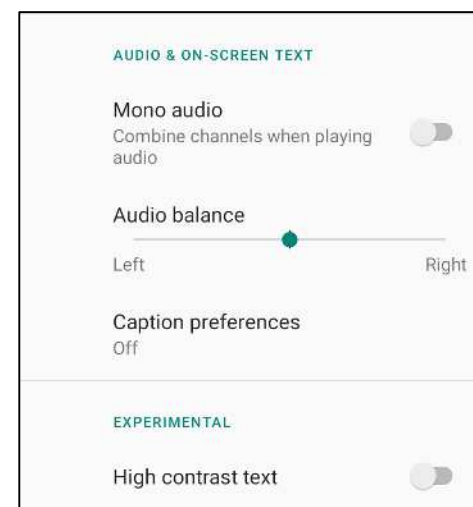 AUDIO & ON-SCREEN TEXT
Mono audio
Combine channels when playing
audio
Audio balance
Left Right
Caption preferences
Off
EXPERIMENTAL
High contrast text